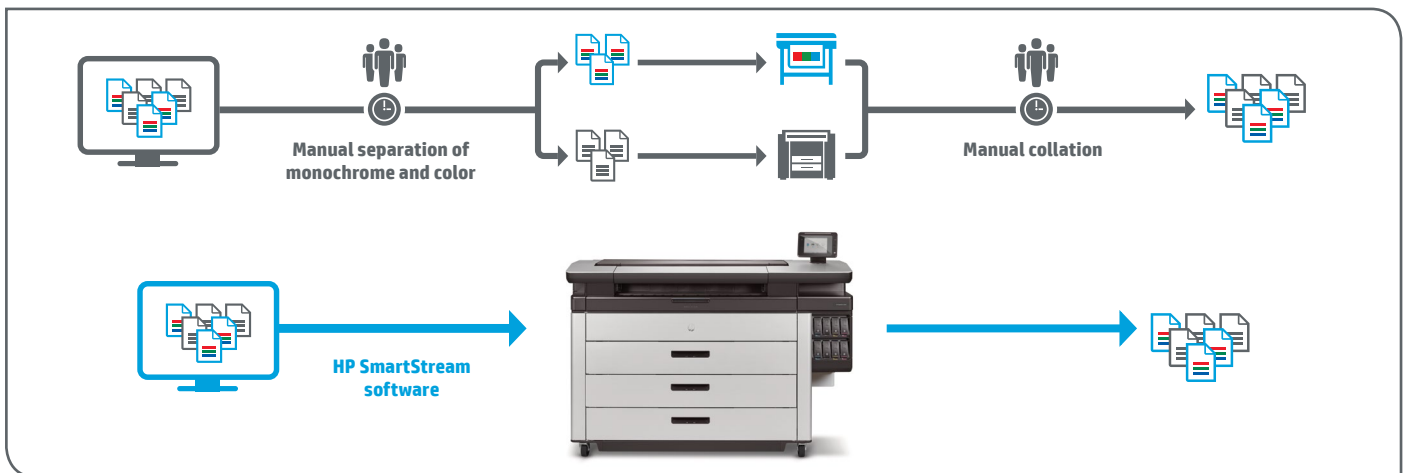 Manual separation of
monochrome and color
Manual collation
HP SmartStream
software